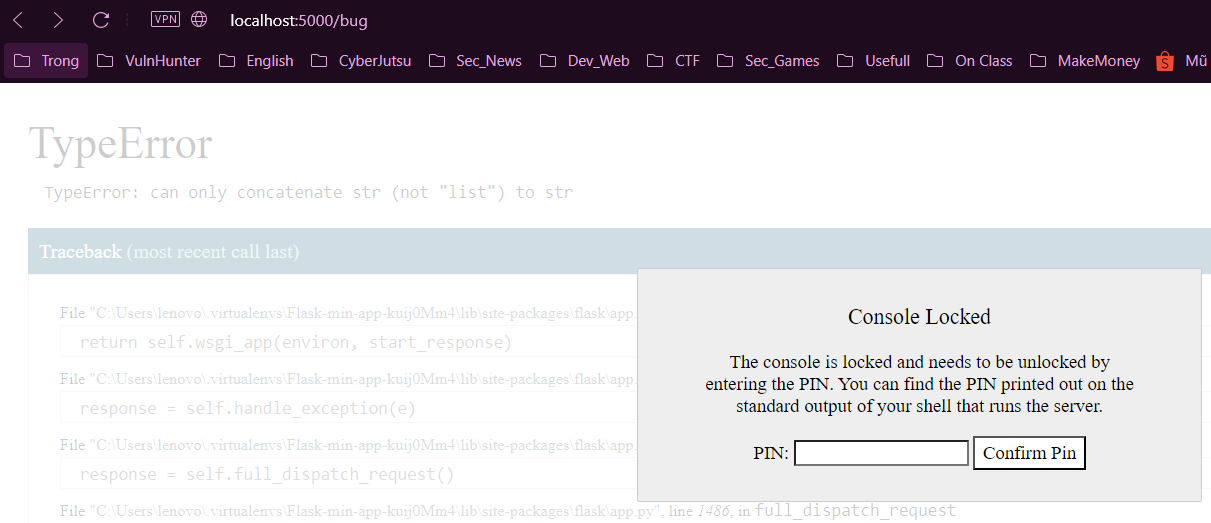 VPN localhost:5000/bug
Trong VulnHunter English CyberJutsu Sec_News Dev_Web CTF Sec_Games Usefull On Class MakeMoney Mũ
TypeError
TypeError: can only concatenate str (not "list") to str
Traceback (most recent call last)
File "C:\Users\lenovo\.virtualenvs\Flask-min-app-kuij0Mm4\lib\site-packages\flask\app.
return self.wsgi_app(environ, start_response)
File "C:\Users\lenovo\.virtualenvs\Flask-min-app-kuij0Mm4\lib\site-packages\flask\app.
response = self.handle_exception(e)
File "C:\Users\lenovo\.virtualenvs\Flask-min-app-kuij0Mm4\lib\site-packages\flask\app.
response = self.full_dispatch_request()
File "C:\Users\lenovo\.virtualenvs\Flask-min-app-kuij0Mm4\lib\site-packages\flask\app.py", line 1486, in full_dispatch_request
Console Locked
The console is locked and needs to be unlocked by
entering the PIN. You can find the PIN printed out on the
standard output of your shell that runs the server.
PIN: Confirm Pin